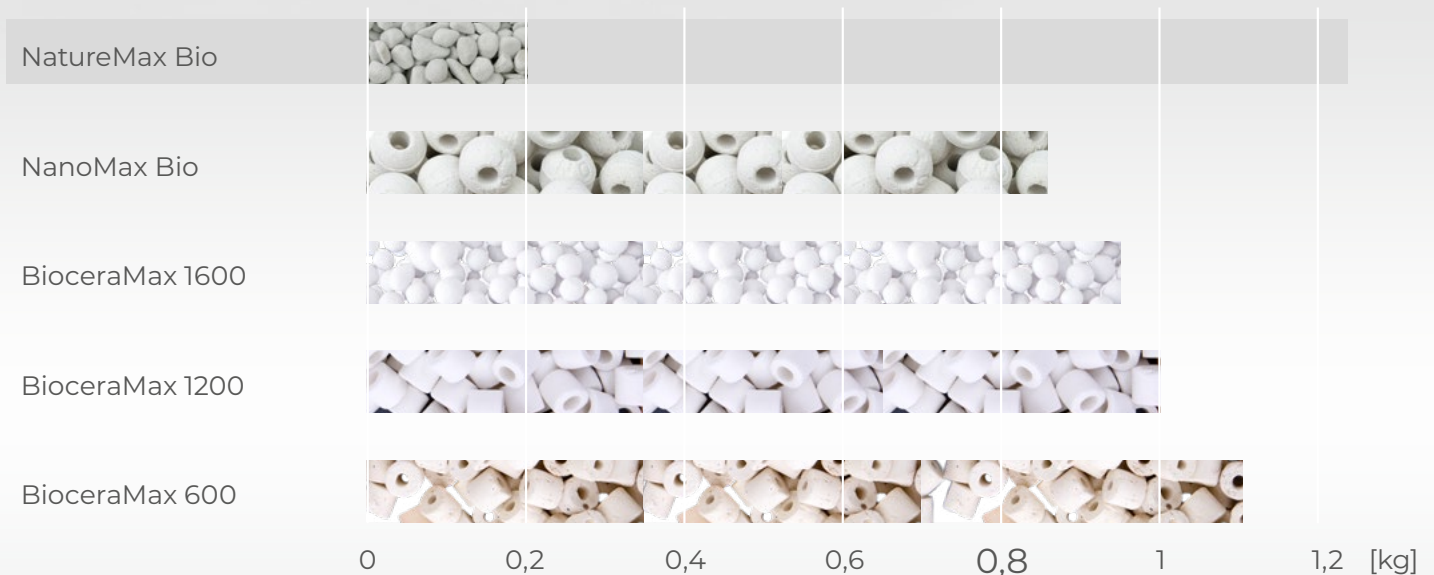 NatureMax Bio
NanoMax Bio
BioceraMax 1600
BioceraMax 1200
BioceraMax 600
0 0,2 0,4 0,6 0,8 1 1,2 [kg]